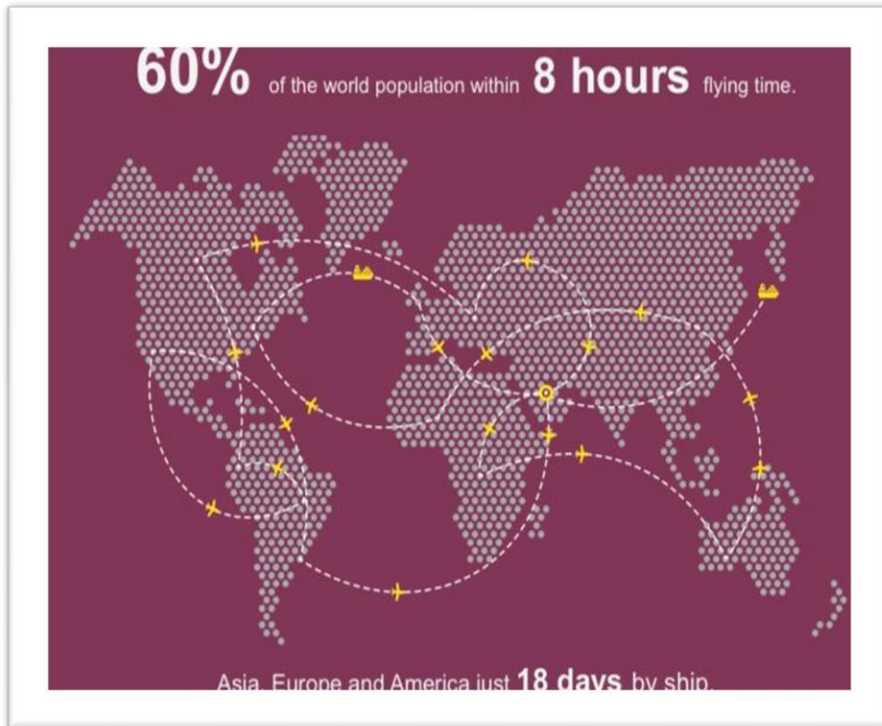 60% of the world population within 8 hours flying time.
Asia, Europe and America just 18 days by ship.